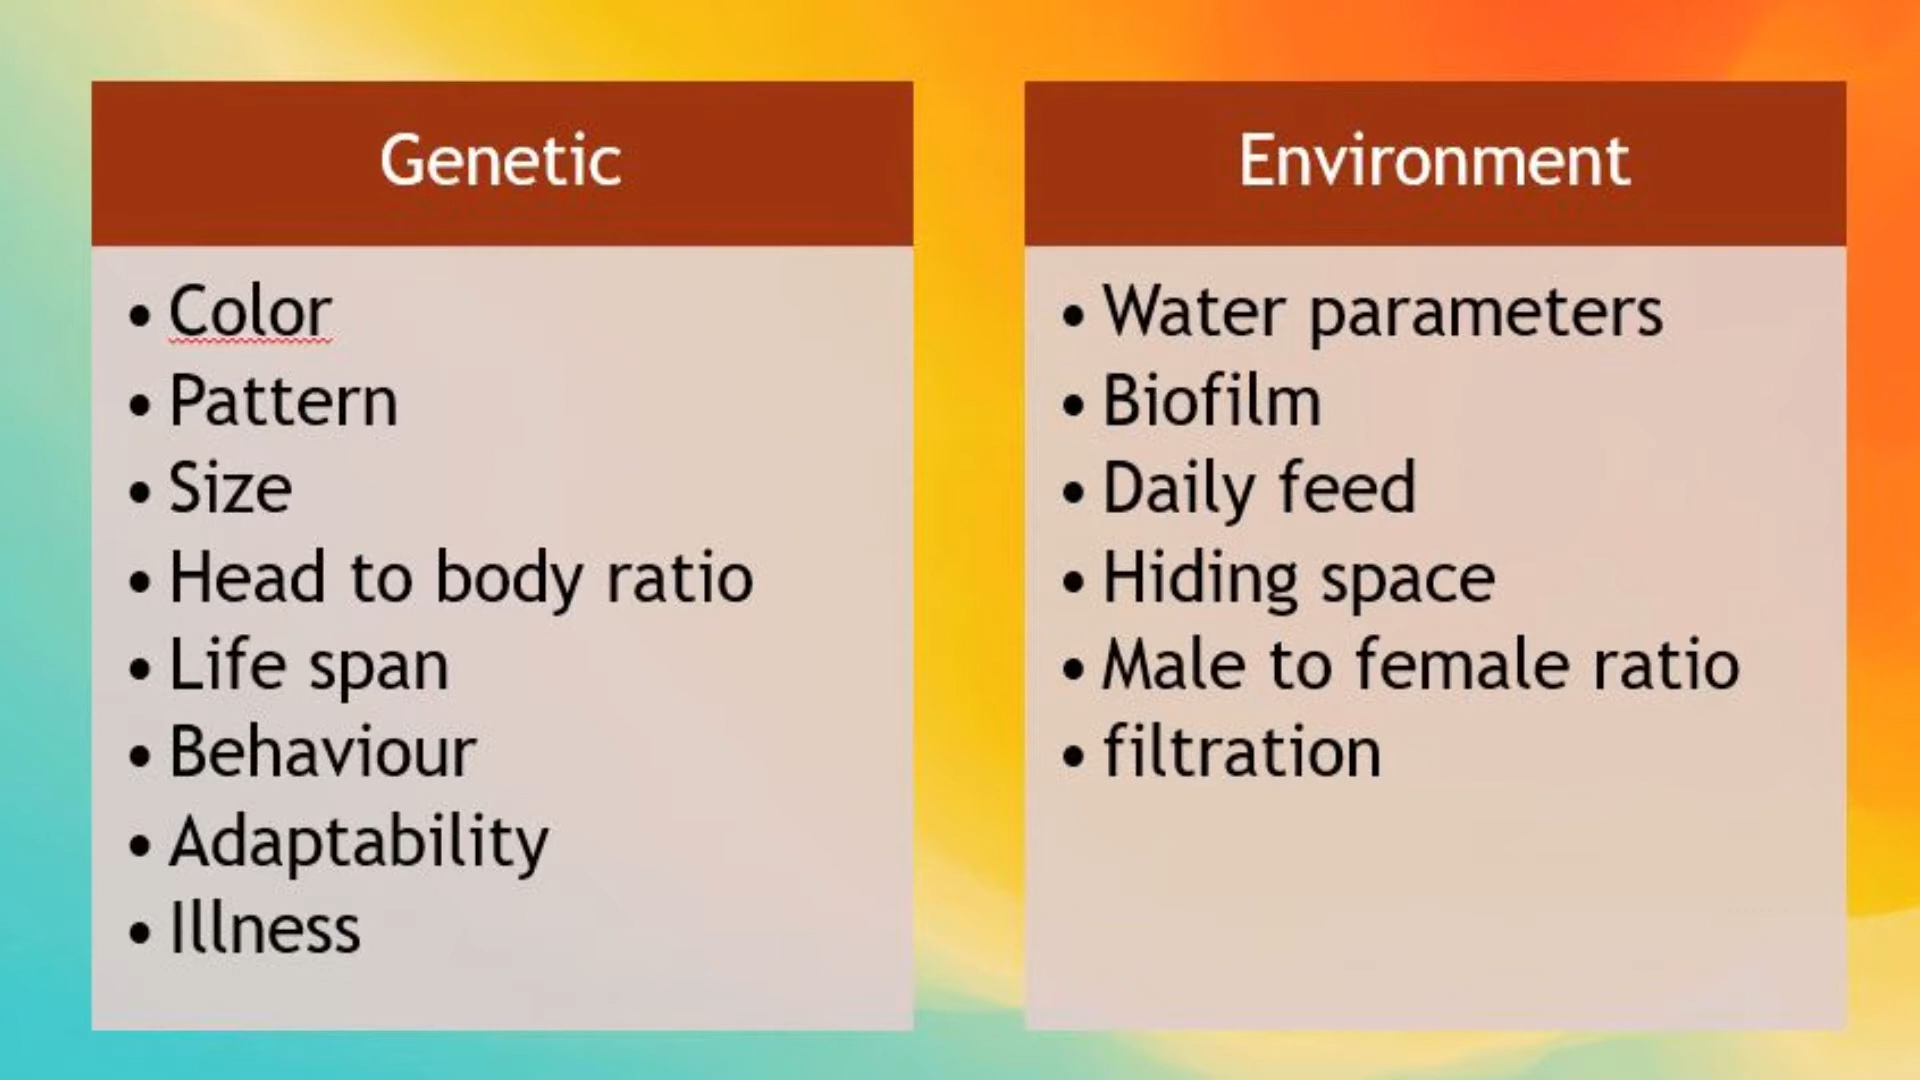 Genetic
• Color
• Pattern
• Size
• Head to body ratio
• Life span
• Behaviour
• Adaptability
• Illness
Environment
• Water parameters
• Biofilm
• Daily feed
• Hiding space
• Male to female ratio
• filtration